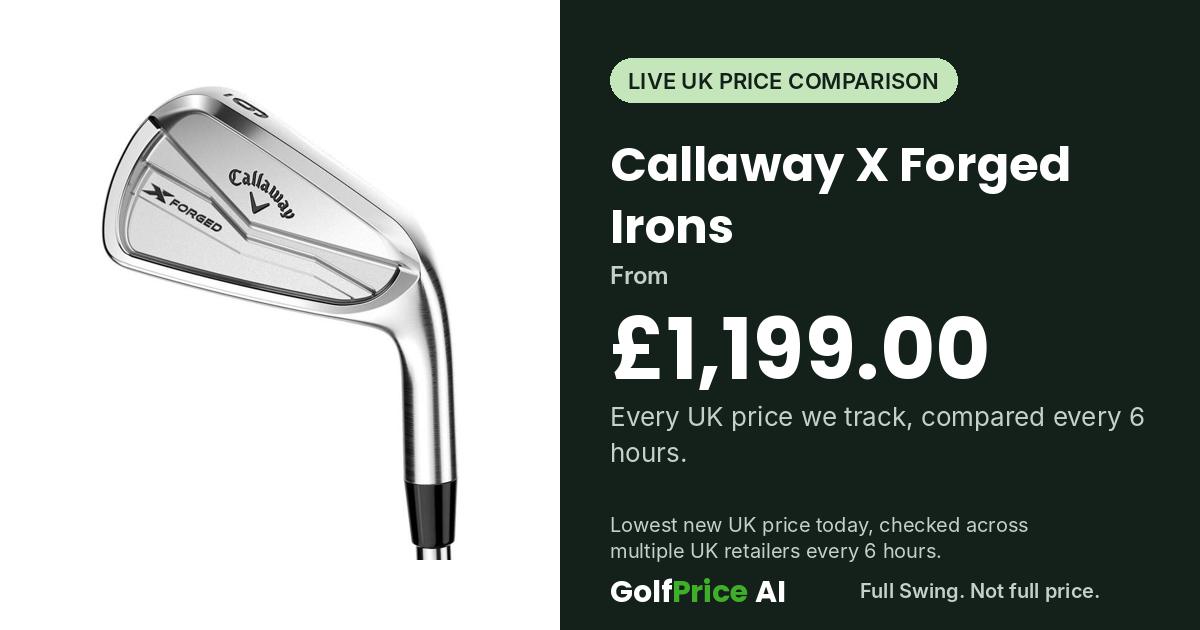 6
Callaway
X FORGED
LIVE UK PRICE COMPARISON
Callaway X Forged
Irons
From
£1,199.00
Every UK price we track, compared every 6
hours.
Lowest new UK price today, checked across
multiple UK retailers every 6 hours.
GolfPrice AI
Full Swing. Not full price.